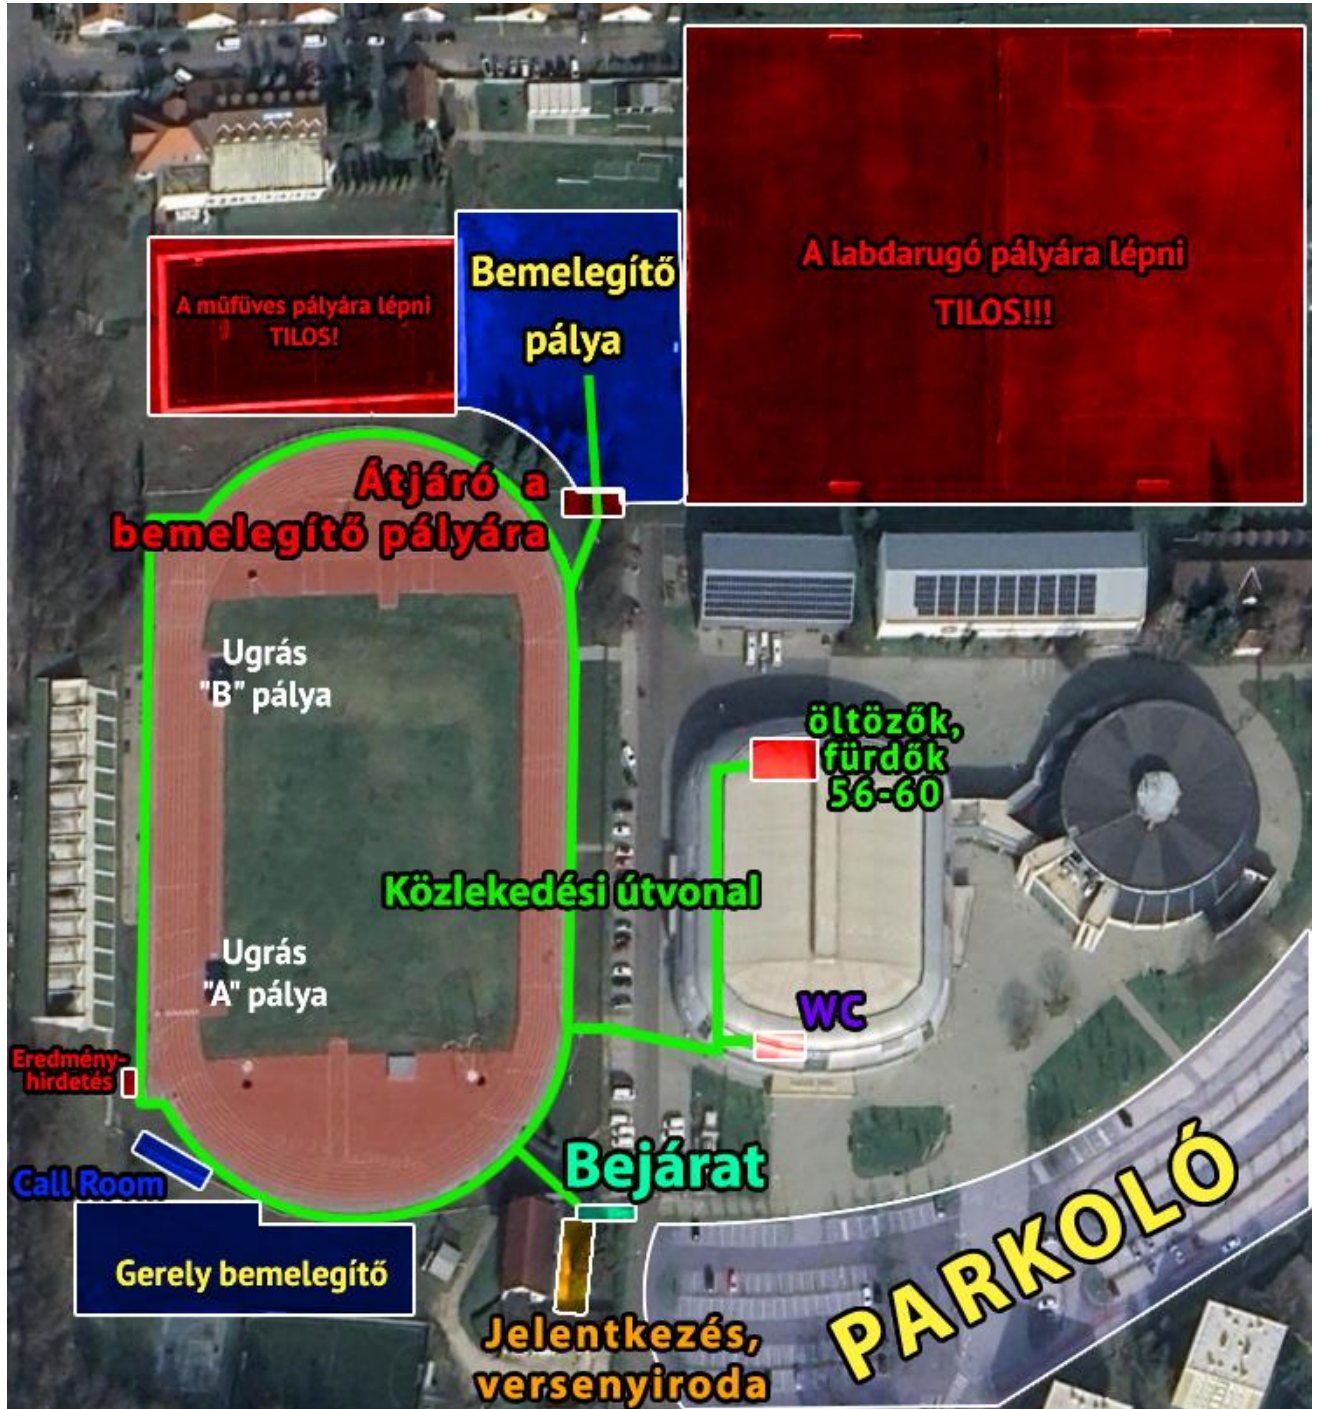 A labdarugó pályára lépni
TILOS!!!
Bemelegítő
pálya
A műfüves pályára lépni
TILOS!
Átjáró a
bemelegítő pályára
Ugrás
"B" pálya
öltözők,
fürdők
56-60
Közlekedési útvonal
Ugrás
"A" pálya
WC
Eredmény-
hirdetés
Call Room
Bejárat
Gerely bemelegítő
PARKOLÓ
Jelentkezés,
versenyiroda